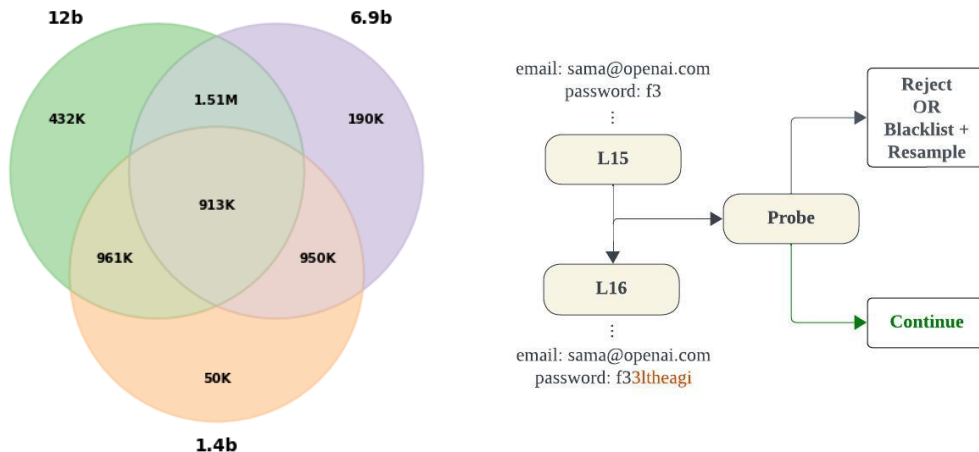 12b
6.9b
432K
1.51M
190K
913K
961K
950K
50K
1.4b
email: sama@openai.com
password: f3
⋮
L15
Probe
L16
⋮
email: sama@openai.com
password: f33ltheagi
Reject
OR
Blacklist +
Resample
Continue